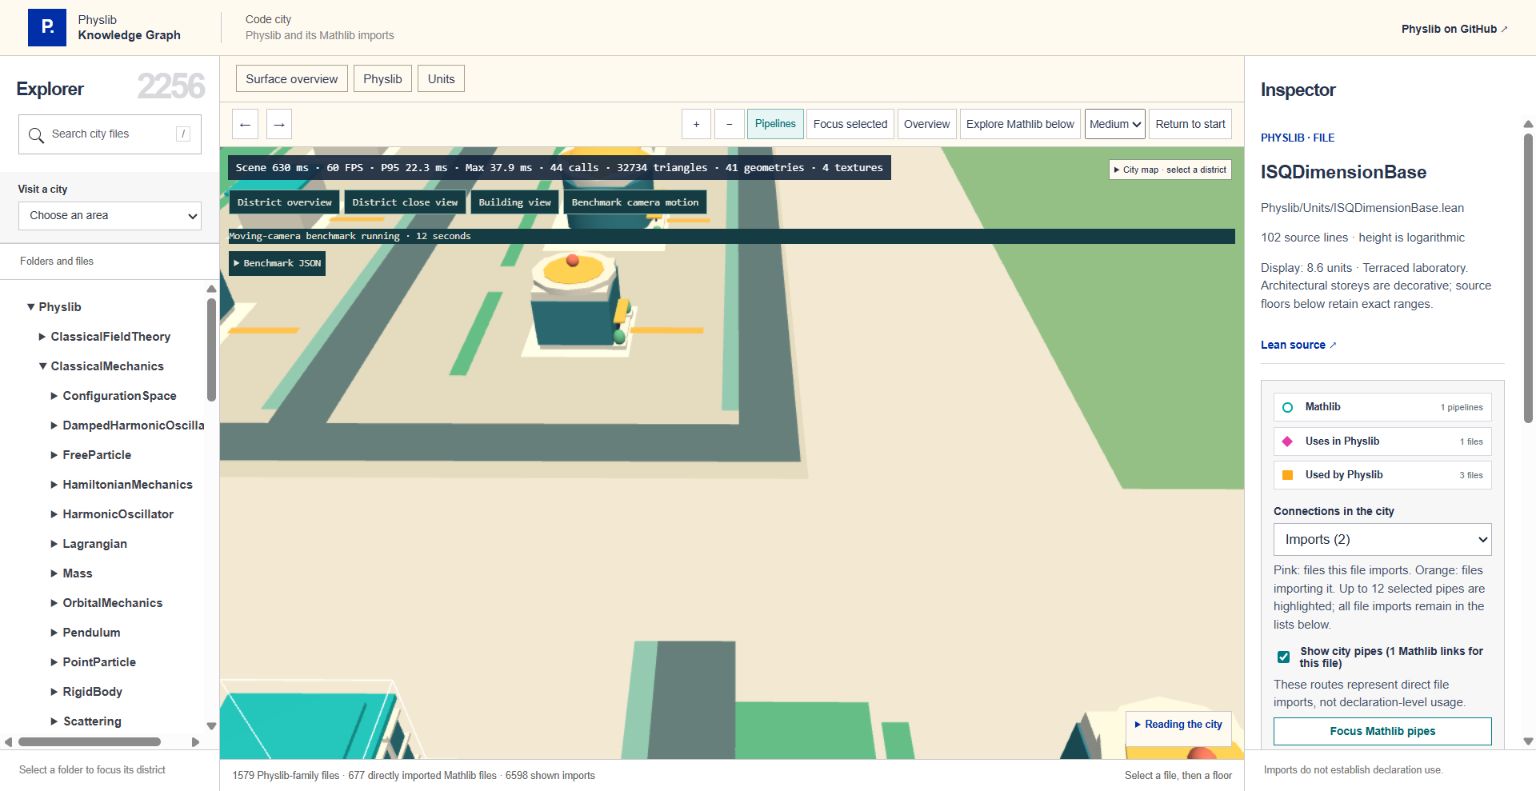 P.
Physlib
Knowledge Graph
Code city
Physlib and its Mathlib imports
Physlib on GitHub ↗
Explorer
2256
Search city files
/
Visit a city
Choose an area
Folders and files
▼ Physlib
▶ ClassicalFieldTheory
▼ ClassicalMechanics
▶ ConfigurationSpace
▶ DampedHarmonicOscilla
▶ FreeParticle
▶ HamiltonianMechanics
▶ HarmonicOscillator
▶ Lagrangian
▶ Mass
▶ OrbitalMechanics
▶ Pendulum
▶ PointParticle
▶ RigidBody
▶ Scattering
Select a folder to focus its district
Surface overview
Physlib
Units
←
→
+
−
Pipelines
Focus selected
Overview
Explore Mathlib below
Medium
Return to start
Scene 630 ms · 60 FPS · P95 22.3 ms · Max 37.9 ms · 44 calls · 32734 triangles · 41 geometries · 4 textures
▶ City map · select a district
District overview
District close view
Building view
Benchmark camera motion
Moving-camera benchmark running · 12 seconds
▶ Benchmark JSON
▶ Reading the city
1579 Physlib-family files · 677 directly imported Mathlib files · 6598 shown imports
Select a file, then a floor
Inspector
PHYSLIB · FILE
ISQDimensionBase
Physlib/Units/ISQDimensionBase.lean
102 source lines · height is logarithmic
Display: 8.6 units · Terraced laboratory.
Architectural storeys are decorative; source
floors below retain exact ranges.
Lean source ↗
Mathlib
1 pipelines
Uses in Physlib
1 files
Used by Physlib
3 files
Connections in the city
Imports (2)
Pink: files this file imports. Orange: files
importing it. Up to 12 selected pipes are
highlighted; all file imports remain in the
lists below.
Show city pipes (1 Mathlib links for
this file)
These routes represent direct file
imports, not declaration-level usage.
Focus Mathlib pipes
Imports do not establish declaration use.